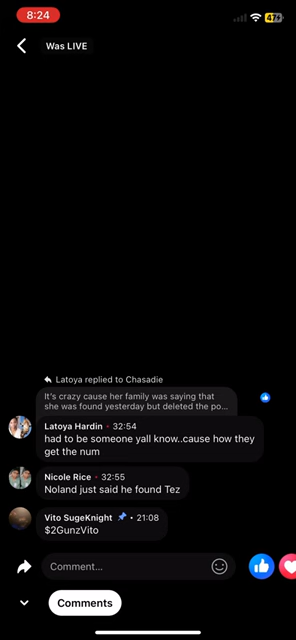 8:24
47
Was LIVE
Latoya replied to Chasadie
It's crazy cause her family was saying that
she was found yesterday but deleted the po...
Latoya Hardin • 32:54
had to be someone yall know..cause how they
get the num
Nicole Rice • 32:55
Noland just said he found Tez
Vito SugeKnight • 21:08
$2GunzVito
Comment...
Comments